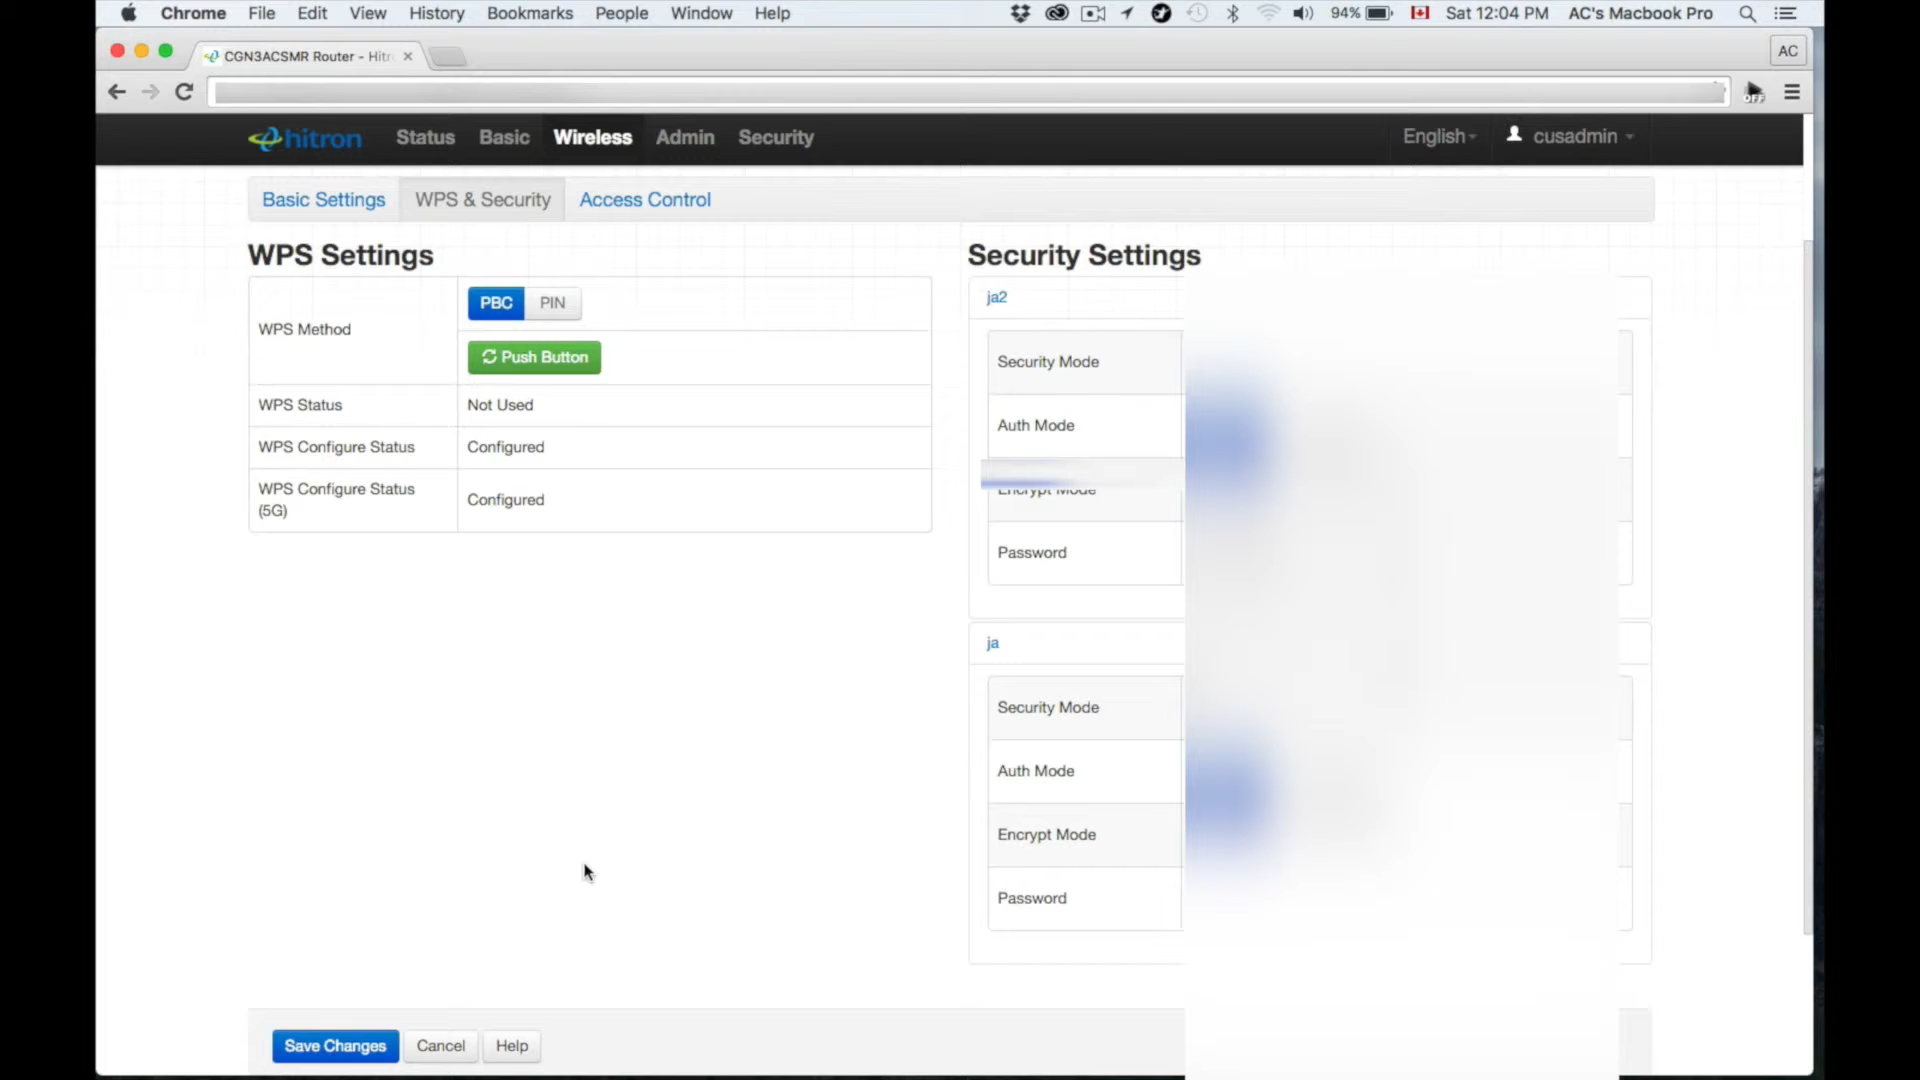 Chrome File Edit View History Bookmarks People Window Help 94% Sat 12:04 PM AC's Macbook Pro
CGN3ACSMR Router - Hitr AC
OFF
hitron Status Basic Wireless Admin Security English cusadmin
Basic Settings WPS & Security Access Control
WPS Settings
WPS Method PBC PIN
Push Button
WPS Status Not Used
WPS Configure Status Configured
WPS Configure Status (5G) Configured
Security Settings
ja2
Security Mode
Auth Mode
Encrypt Mode
Password
ja
Security Mode
Auth Mode
Encrypt Mode
Password
Save Changes Cancel Help